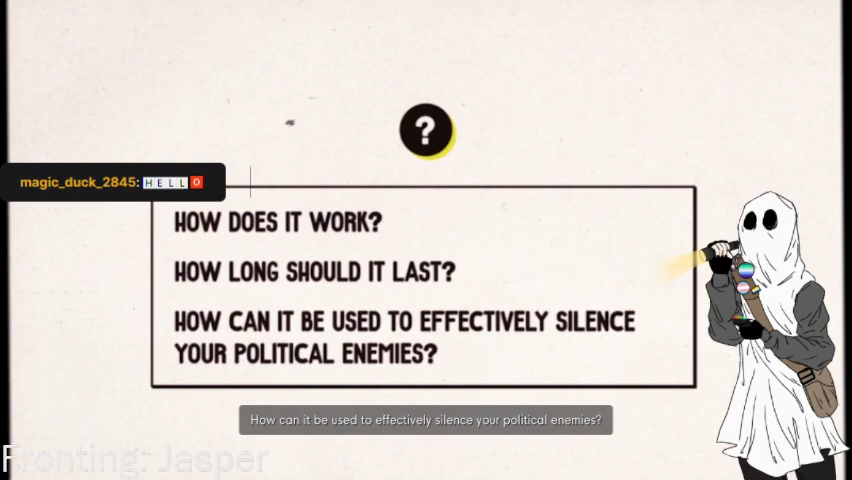 ?
magic_duck_2845: HELLO
HOW DOES IT WORK?
HOW LONG SHOULD IT LAST?
HOW CAN IT BE USED TO EFFECTIVELY SILENCE
YOUR POLITICAL ENEMIES?
How can it be used to effectively silence your political enemies?
Fronting: Jasper